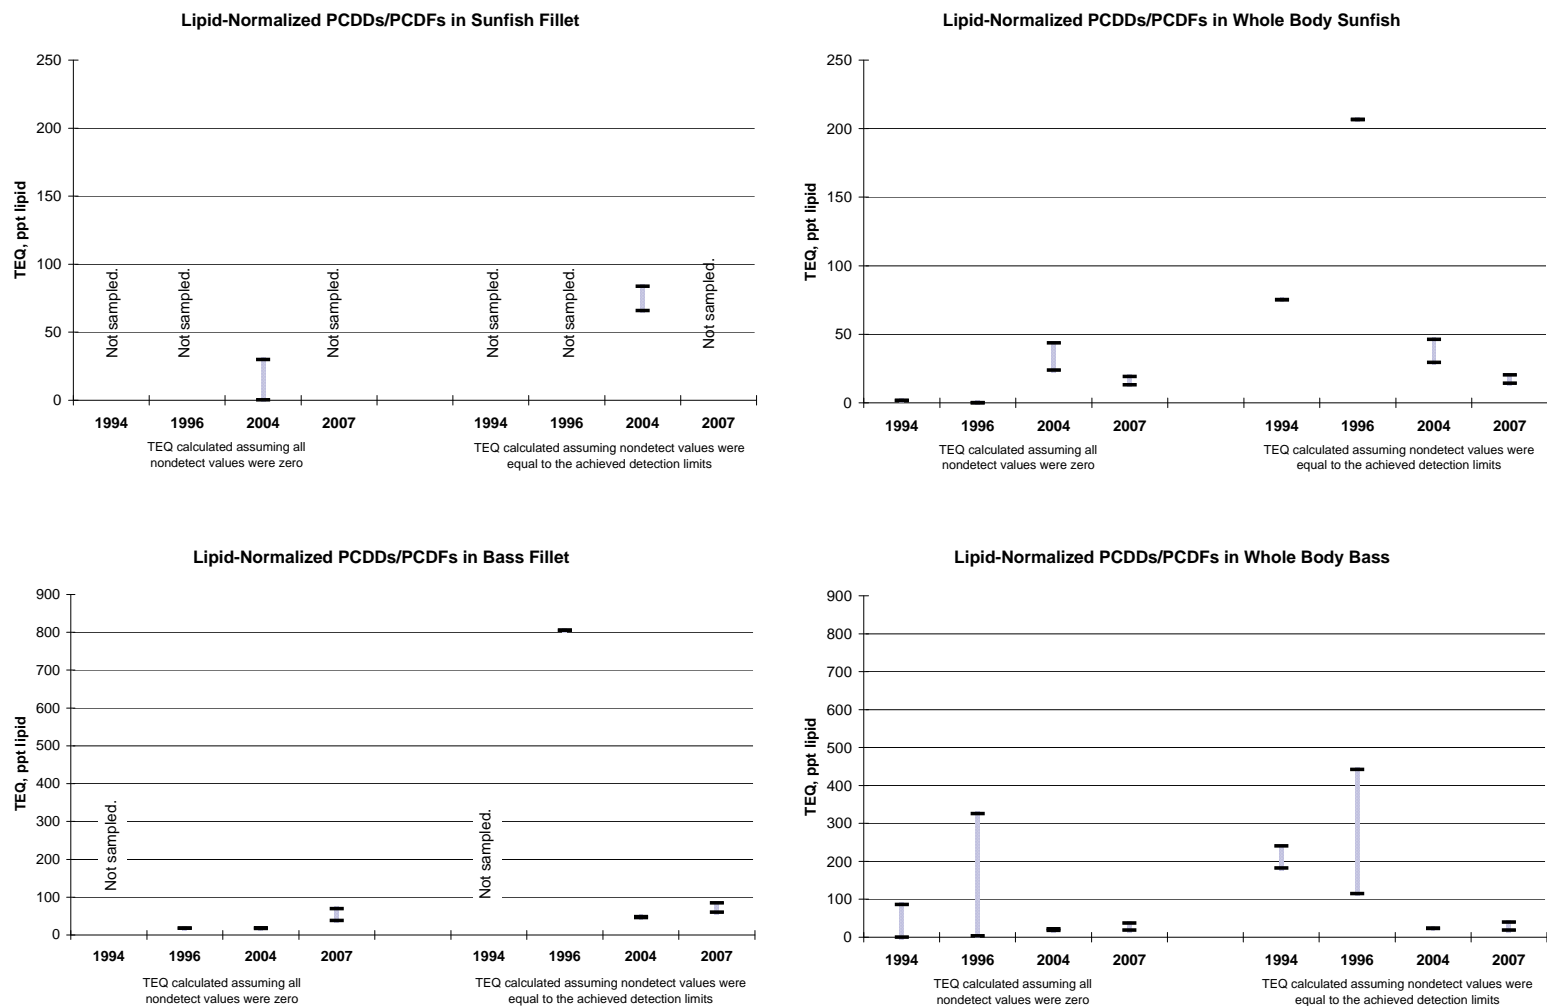 Lipid-Normalized PCDDs/PCDFs in Sunfish Fillet
TEQ, ppt lipid
250
200
150
100
50
0
Not sampled.
Not sampled.
Not sampled.
Not sampled.
Not sampled.
Not sampled.
1994 1996 2004 2007 1994 1996 2004 2007
TEQ calculated assuming all
nondetect values were zero
TEQ calculated assuming nondetect values were
equal to the achieved detection limits
Lipid-Normalized PCDDs/PCDFs in Whole Body Sunfish
TEQ, ppt lipid
250
200
150
100
50
0
1994 1996 2004 2007 1994 1996 2004 2007
TEQ calculated assuming all
nondetect values were zero
TEQ calculated assuming nondetect values were
equal to the achieved detection limits
Lipid-Normalized PCDDs/PCDFs in Bass Fillet
TEQ, ppt lipid
900
800
700
600
500
400
300
200
100
0
Not sampled.
Not sampled.
1994 1996 2004 2007 1994 1996 2004 2007
TEQ calculated assuming all
nondetect values were zero
TEQ calculated assuming nondetect values were
equal to the achieved detection limits
Lipid-Normalized PCDDs/PCDFs in Whole Body Bass
TEQ, ppt lipid
900
800
700
600
500
400
300
200
100
0
1994 1996 2004 2007 1994 1996 2004 2007
TEQ calculated assuming all
nondetect values were zero
TEQ calculated assuming nondetect values were
equal to the achieved detection limits